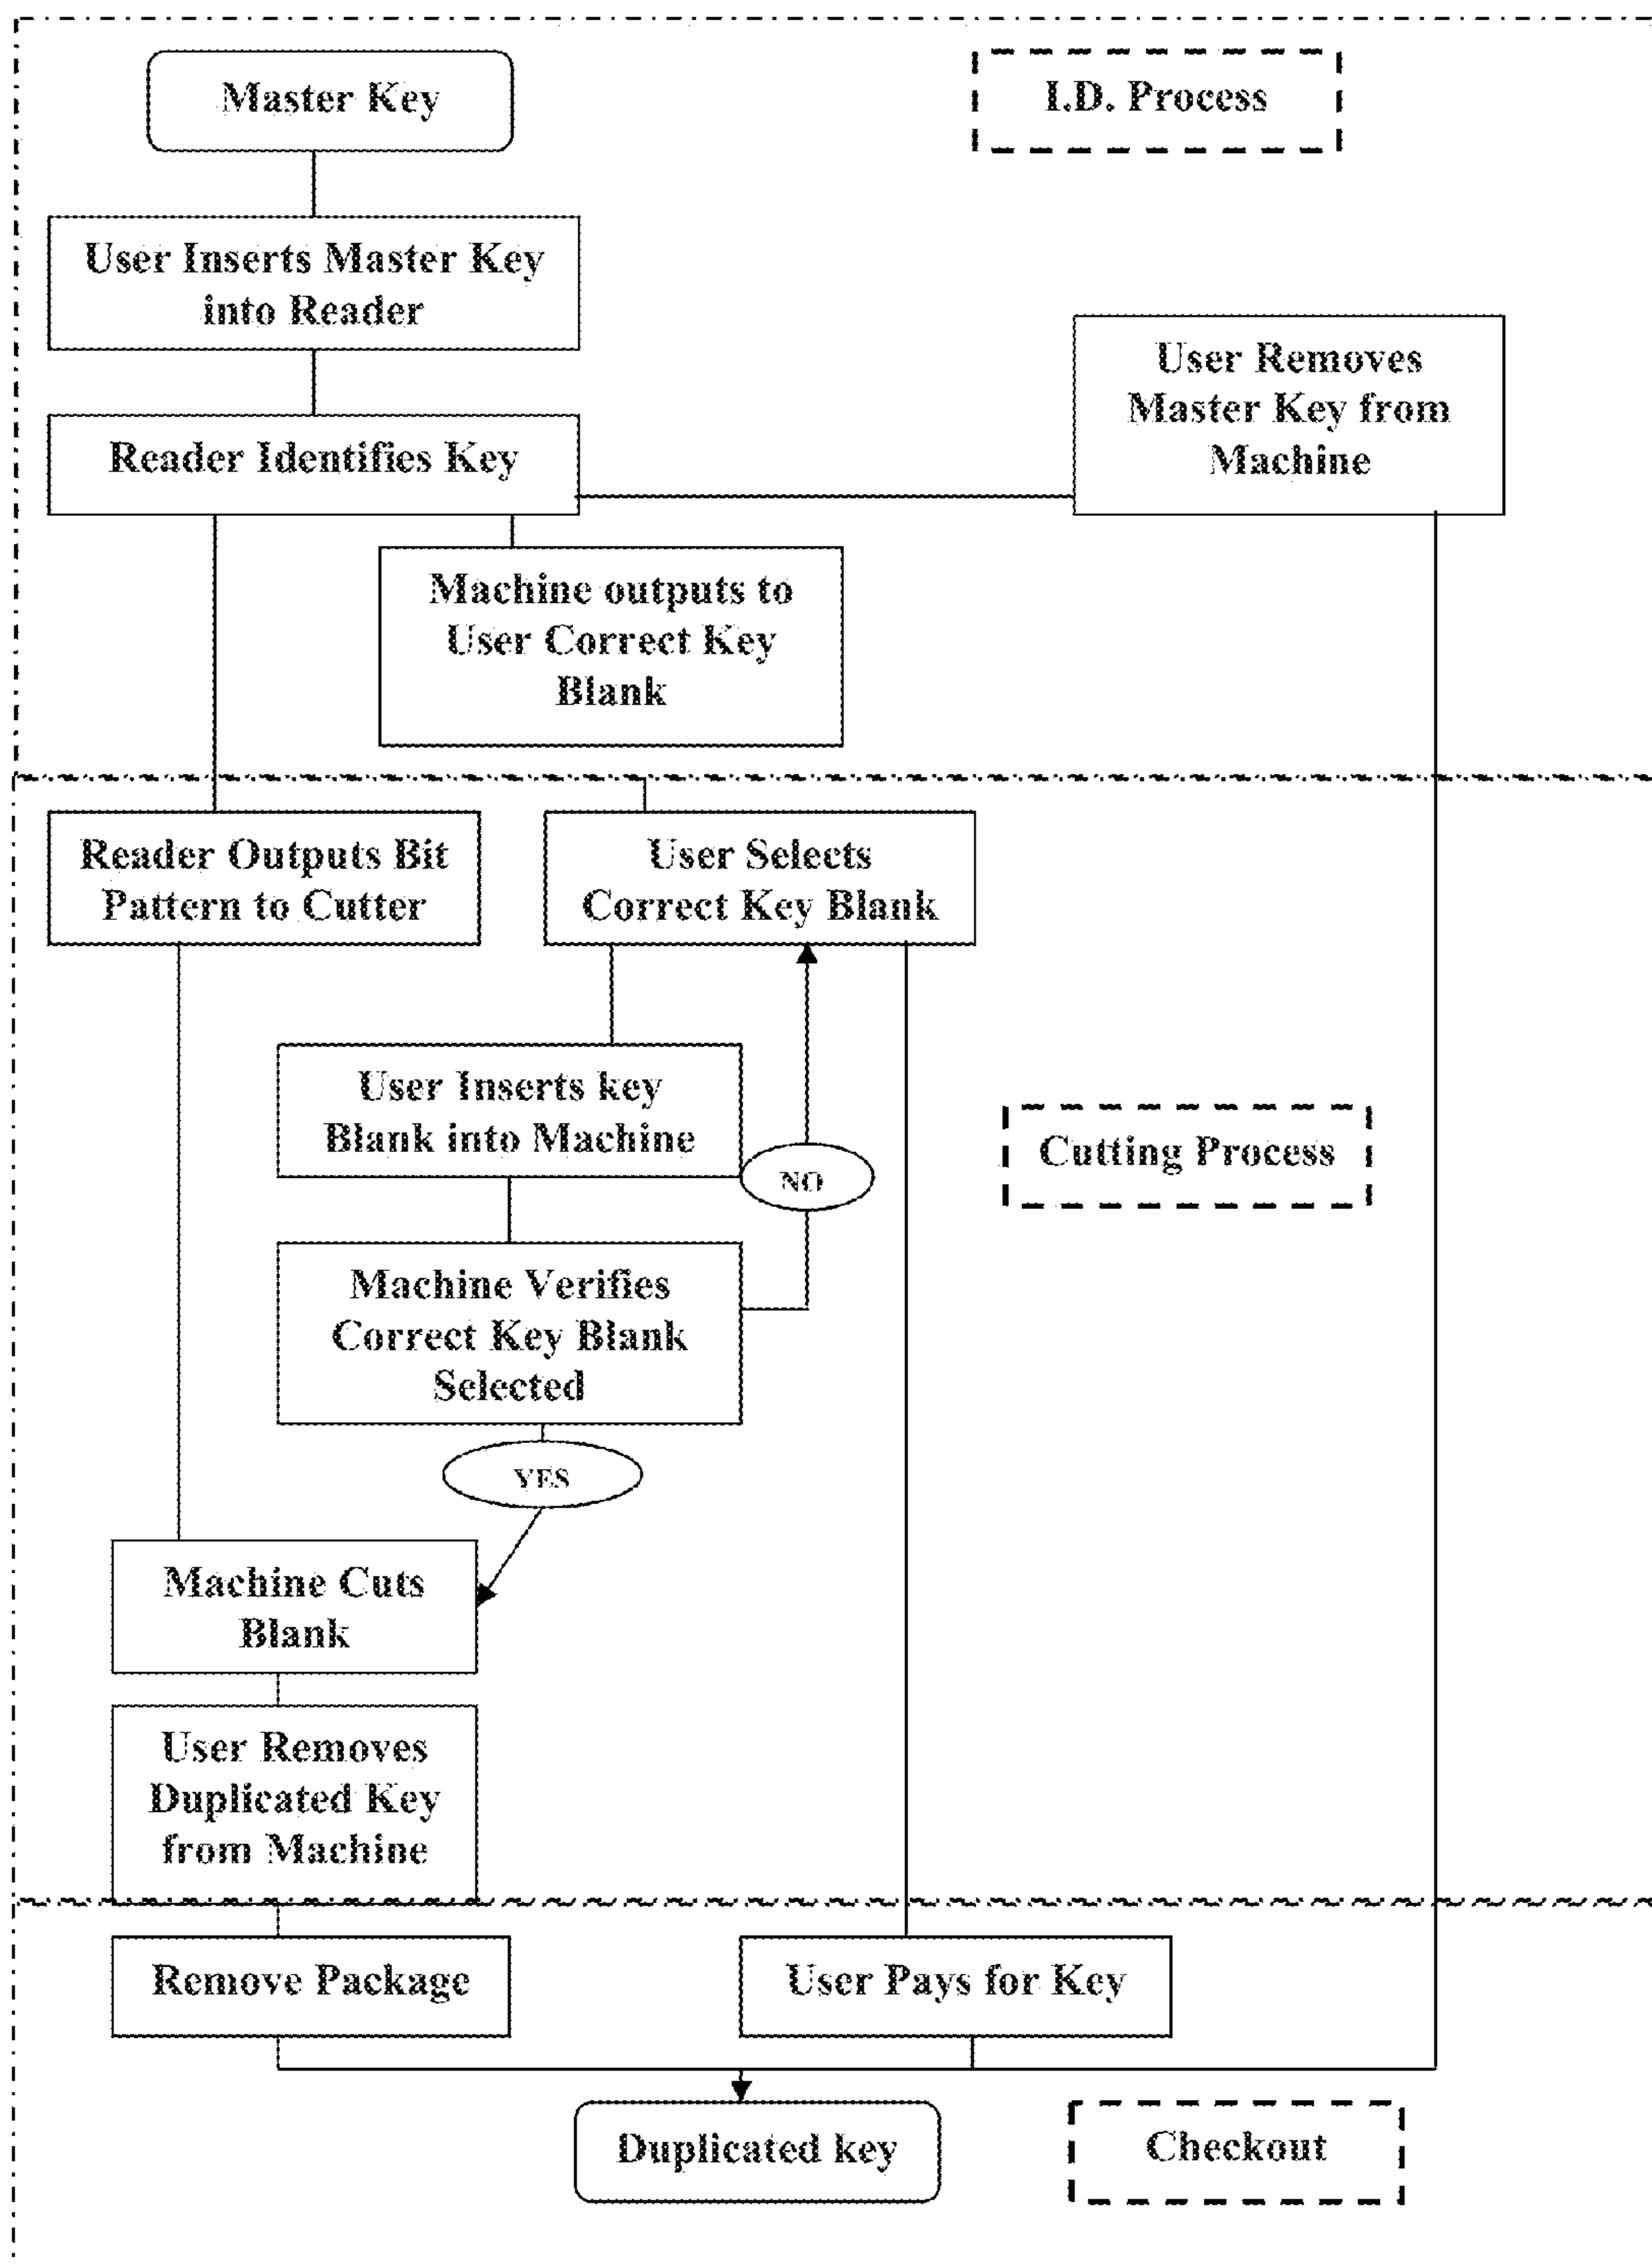 Master Key
I.D. Process
User Inserts Master Key
into Reader
User Removes
Master Key from
Machine
Reader Identifies Key
Machine outputs to
User Correct Key
Blank
Reader Outputs Bit
Pattern to Cutter
User Selects
Correct Key Blank
User Inserts key
Blank into Machine
NO
Cutting Process
Machine Verifies
Correct Key Blank
Selected
YES
Machine Cuts
Blank
User Removes
Duplicated Key
from Machine
Remove Package
User Pays for Key
Duplicated key
Checkout